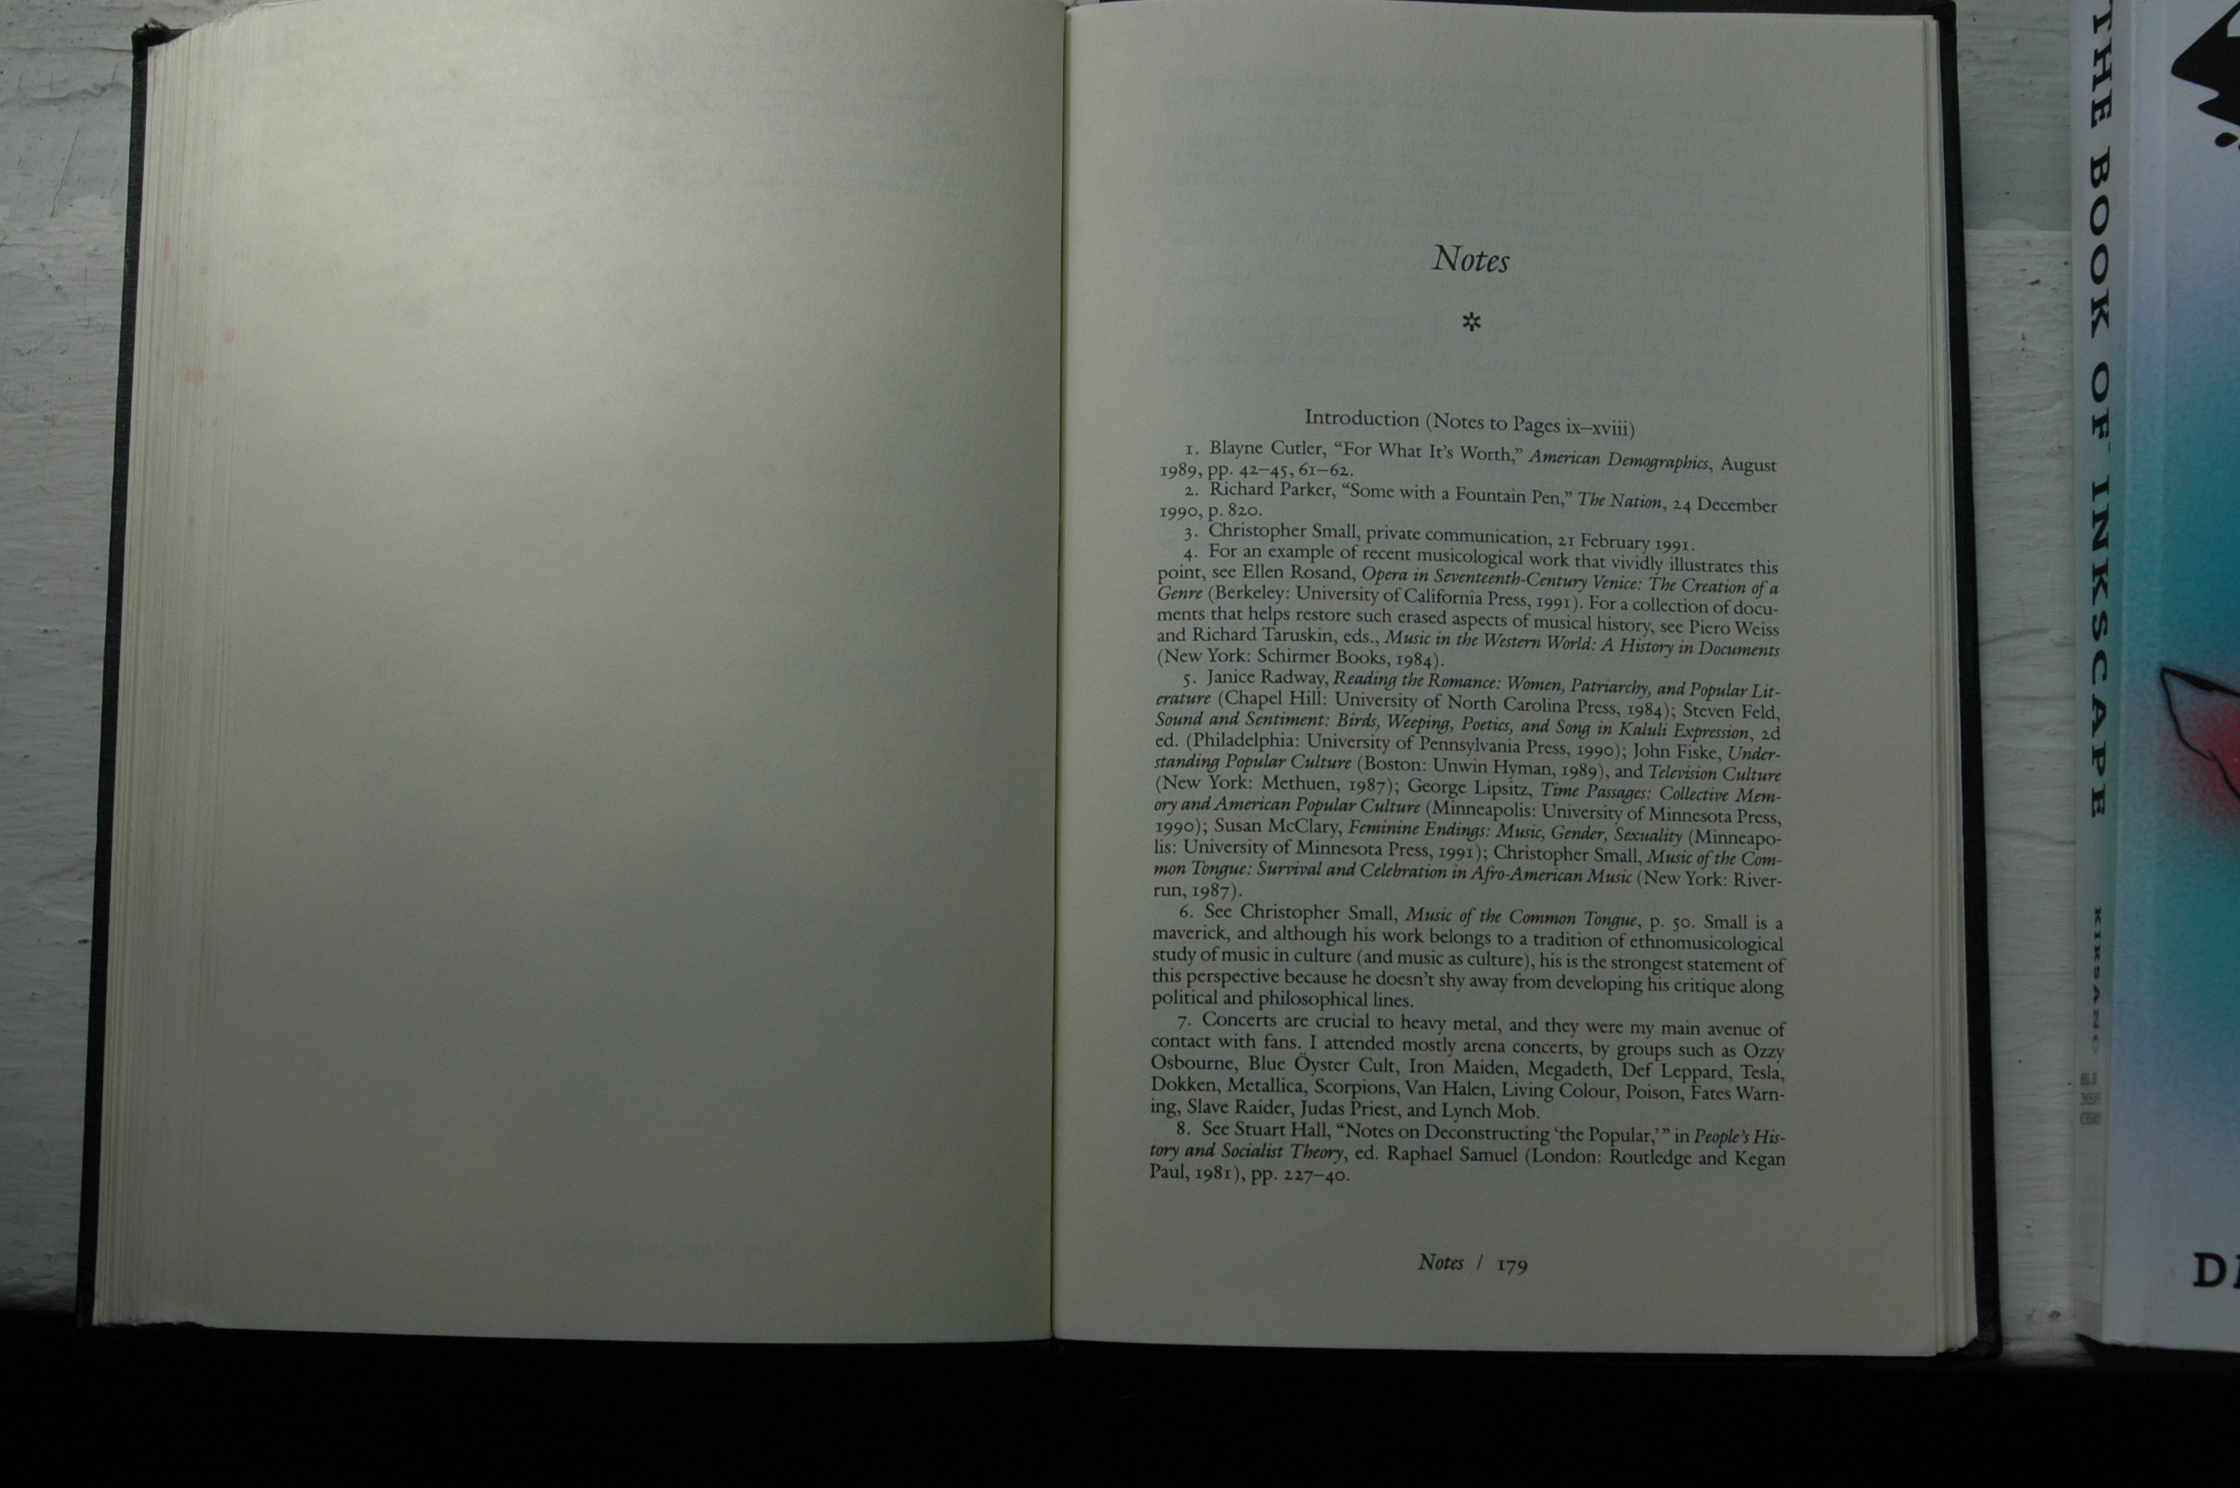 Notes
✲
Introduction (Notes to Pages ix–xviii)
1. Blayne Cutler, “For What It’s Worth,” American Demographics, August
1989, pp. 42–45, 61–62.
2. Richard Parker, “Some with a Fountain Pen,” The Nation, 24 December
1990, p. 820.
3. Christopher Small, private communication, 21 February 1991.
4. For an example of recent musicological work that vividly illustrates this
point, see Ellen Rosand, Opera in Seventeenth-Century Venice: The Creation of a
Genre (Berkeley: University of California Press, 1991). For a collection of docu-
ments that helps restore such erased aspects of musical history, see Piero Weiss
and Richard Taruskin, eds., Music in the Western World: A History in Documents
(New York: Schirmer Books, 1984).
5. Janice Radway, Reading the Romance: Women, Patriarchy, and Popular Lit-
erature (Chapel Hill: University of North Carolina Press, 1984); Steven Feld,
Sound and Sentiment: Birds, Weeping, Poetics, and Song in Kaluli Expression, 2d
ed. (Philadelphia: University of Pennsylvania Press, 1990); John Fiske, Under-
standing Popular Culture (Boston: Unwin Hyman, 1989), and Television Culture
(New York: Methuen, 1987); George Lipsitz, Time Passages: Collective Mem-
ory and American Popular Culture (Minneapolis: University of Minnesota Press,
1990); Susan McClary, Feminine Endings: Music, Gender, Sexuality (Minneapo-
lis: University of Minnesota Press, 1991); Christopher Small, Music of the Com-
mon Tongue: Survival and Celebration in Afro-American Music (New York: River-
run, 1987).
6. See Christopher Small, Music of the Common Tongue, p. 50. Small is a
maverick, and although his work belongs to a tradition of ethnomusicological
study of music in culture (and music as culture), his is the strongest statement of
this perspective because he doesn’t shy away from developing his critique along
political and philosophical lines.
7. Concerts are crucial to heavy metal, and they were my main avenue of
contact with fans. I attended mostly arena concerts, by groups such as Ozzy
Osbourne, Blue Öyster Cult, Iron Maiden, Megadeth, Def Leppard, Tesla,
Dokken, Metallica, Scorpions, Van Halen, Living Colour, Poison, Fates Warn-
ing, Slave Raider, Judas Priest, and Lynch Mob.
8. See Stuart Hall, “Notes on Deconstructing ‘the Popular,’” in People’s His-
tory and Socialist Theory, ed. Raphael Samuel (London: Routledge and Kegan
Paul, 1981), pp. 227–40.
Notes / 179
THE BOOK OF INKSCAPE
KIRSANOV